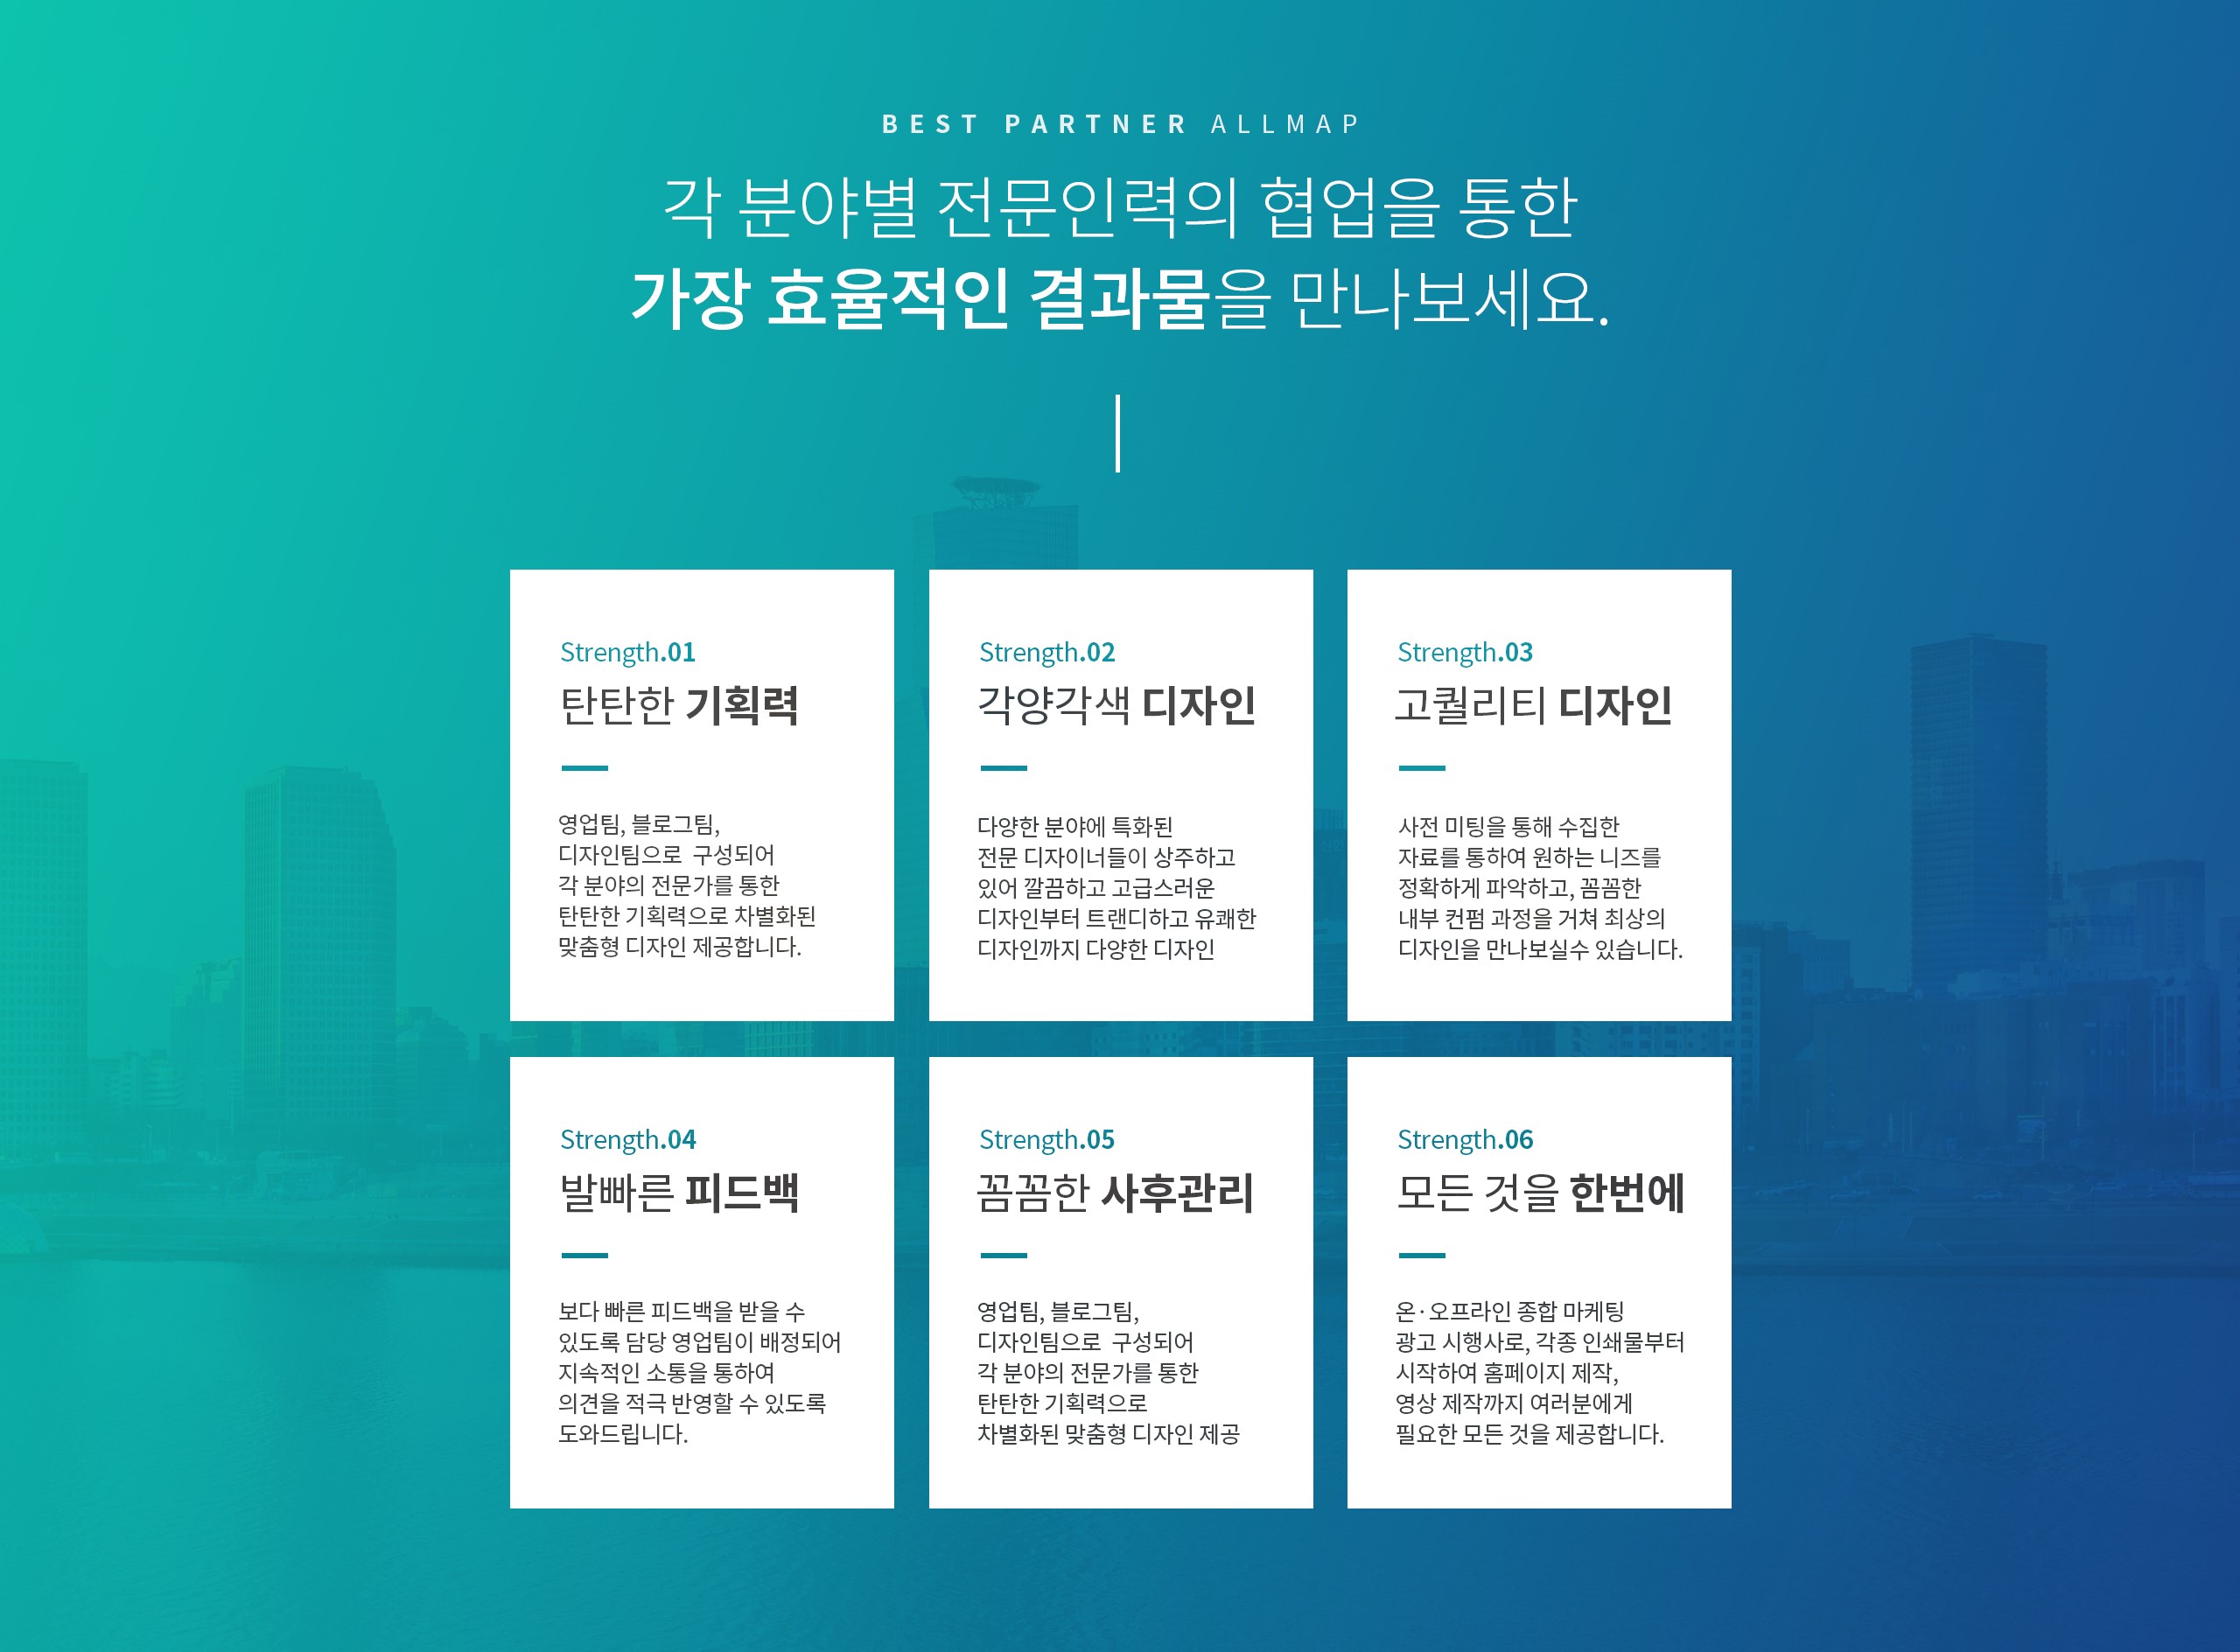 BEST PARTNER ALLMAP
각 분야별 전문인력의 협업을 통한
가장 효율적인 결과물을 만나보세요.
Strength.01
탄탄한 기획력
영업팀, 블로그팀,
디자인팀으로 구성되어
각 분야의 전문가를 통한
탄탄한 기획력으로 차별화된
맞춤형 디자인 제공합니다.
Strength.02
각양각색 디자인
다양한 분야에 특화된
전문 디자이너들이 상주하고
있어 깔끔하고 고급스러운
디자인부터 트랜디하고 유쾌한
디자인까지 다양한 디자인
Strength.03
고퀄리티 디자인
사전 미팅을 통해 수집한
자료를 통하여 원하는 니즈를
정확하게 파악하고, 꼼꼼한
내부 컨펌 과정을 거쳐 최상의
디자인을 만나보실수 있습니다.
Strength.04
발빠른 피드백
보다 빠른 피드백을 받을 수
있도록 담당 영업팀이 배정되어
지속적인 소통을 통하여
의견을 적극 반영할 수 있도록
도와드립니다.
Strength.05
꼼꼼한 사후관리
영업팀, 블로그팀,
디자인팀으로 구성되어
각 분야의 전문가를 통한
탄탄한 기획력으로
차별화된 맞춤형 디자인 제공
Strength.06
모든 것을 한번에
온·오프라인 종합 마케팅
광고 시행사로, 각종 인쇄물부터
시작하여 홈페이지 제작,
영상 제작까지 여러분에게
필요한 모든 것을 제공합니다.